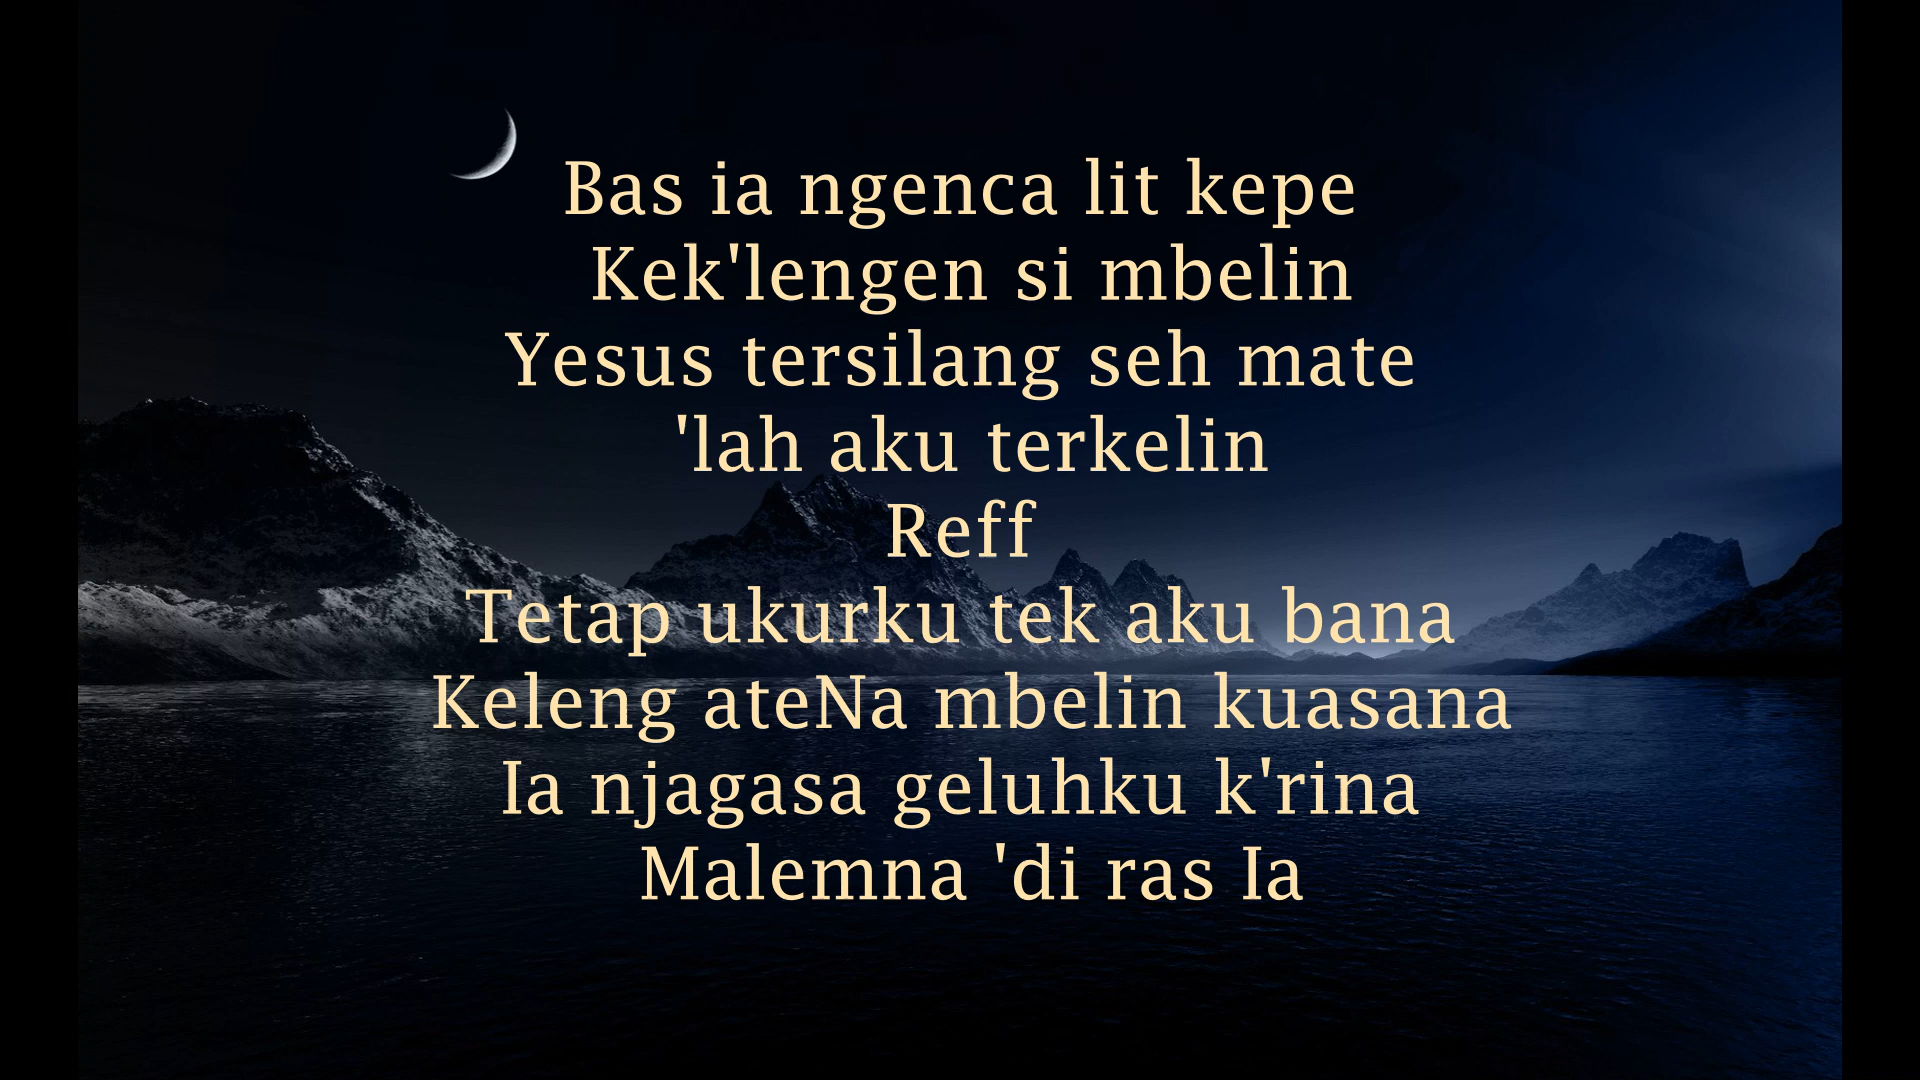 Bas ia ngenca lit kepe
Kek'lengen si mbelin
Yesus tersilang seh mate
'lah aku terkelin
Reff
Tetap ukurku tek aku bana
Keleng ateNa mbelin kuasana
Ia njagasa geluhku k'rina
Malemna 'di ras Ia